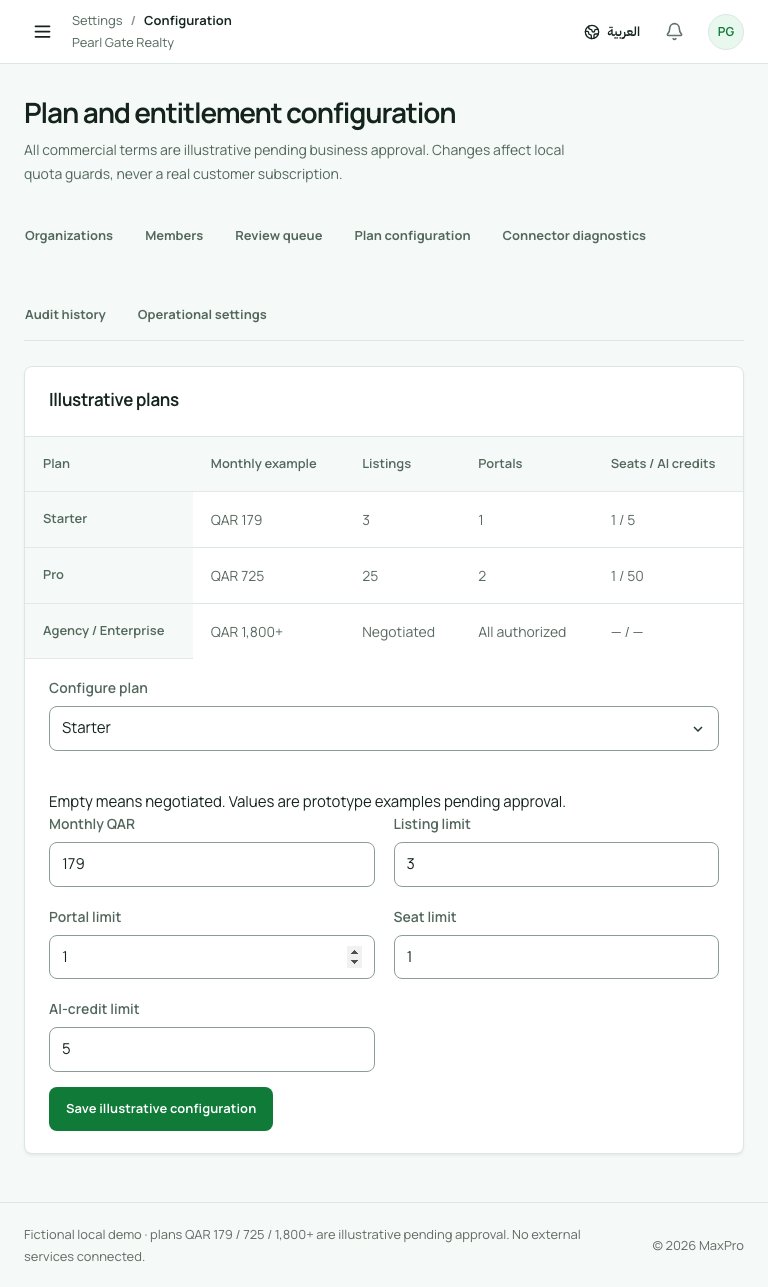 Settings / Configuration
Pearl Gate Realty
العربية
PG
Plan and entitlement configuration
All commercial terms are illustrative pending business approval. Changes affect local
quota guards, never a real customer subscription.
Organizations Members Review queue Plan configuration Connector diagnostics
Audit history Operational settings
Illustrative plans
Plan Monthly example Listings Portals Seats / AI credits
Starter QAR 179 3 1 1 / 5
Pro QAR 725 25 2 1 / 50
Agency / Enterprise QAR 1,800+ Negotiated All authorized — / —
Configure plan
Starter
Empty means negotiated. Values are prototype examples pending approval.
Monthly QAR Listing limit
179 3
Portal limit Seat limit
1 1
AI-credit limit
5
Save illustrative configuration
Fictional local demo · plans QAR 179 / 725 / 1,800+ are illustrative pending approval. No external
services connected.
© 2026 MaxPro